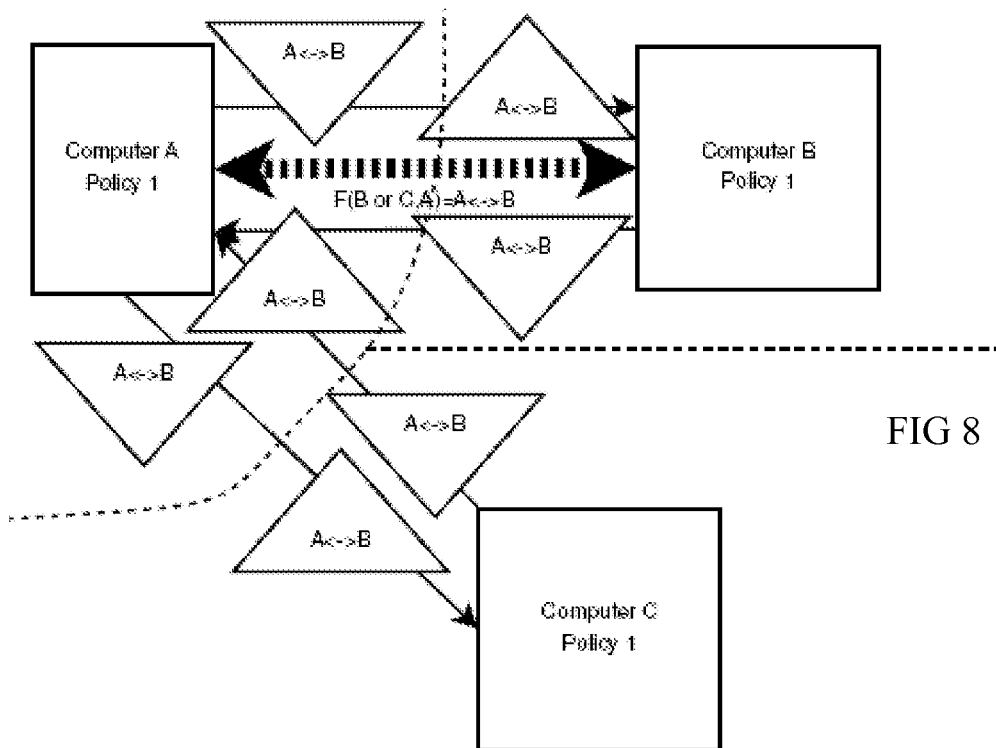 A<->B
A<->B
Computer A
Policy 1
Computer B
Policy 1
F(B or C,A)=A<->B
A<->B
A<->B
A<->B
A<->B
FIG 8
A<->B
Computer C
Policy 1